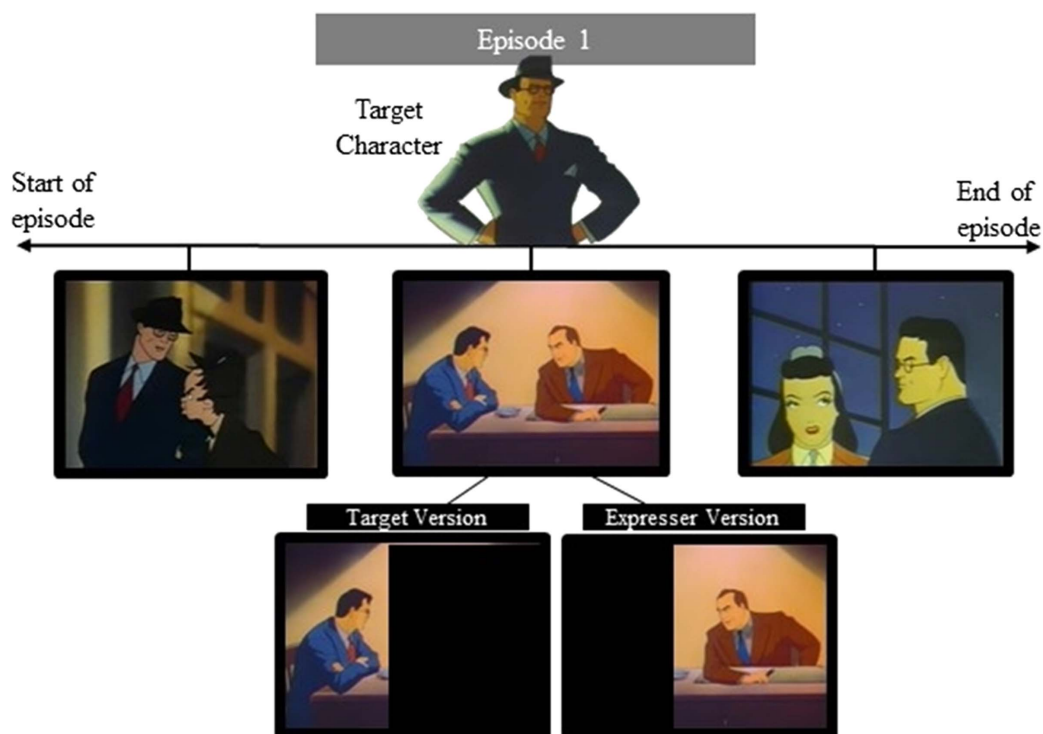 Episode 1
Target
Character
Start of
episode
End of
episode
Target Version
Expresser Version